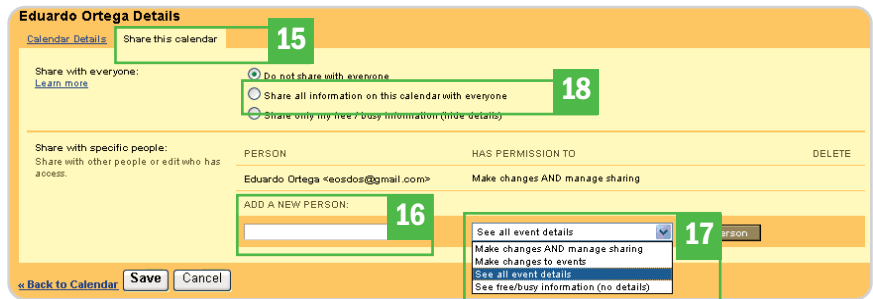 Eduardo Ortega Details
Calendar Details Share this calendar 15
Share with everyone:
Learn more
Do not share with everyone
Share all information on this calendar with everyone 18
Share only my free / busy information (hide details)
Share with specific people:
Share with other people or edit who has
access.
PERSON HAS PERMISSION TO DELETE
Eduardo Ortega <eosdos@gmail.com> Make changes AND manage sharing
ADD A NEW PERSON: 16
See all event details 17 erson
Make changes AND manage sharing
Make changes to events
See all event details
See free/busy information (no details)
« Back to Calendar Save Cancel